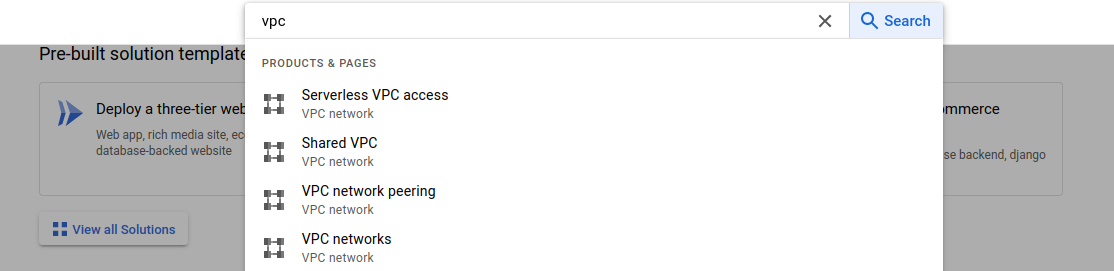 vpc
Search
PRODUCTS & PAGES
Serverless VPC access
VPC network
Shared VPC
VPC network
VPC network peering
VPC network
VPC networks
VPC network
Pre-built solution template
Deploy a three-tier web
Web app, rich media site, ec
database-backed website
View all Solutions
ommerce
se backend, django